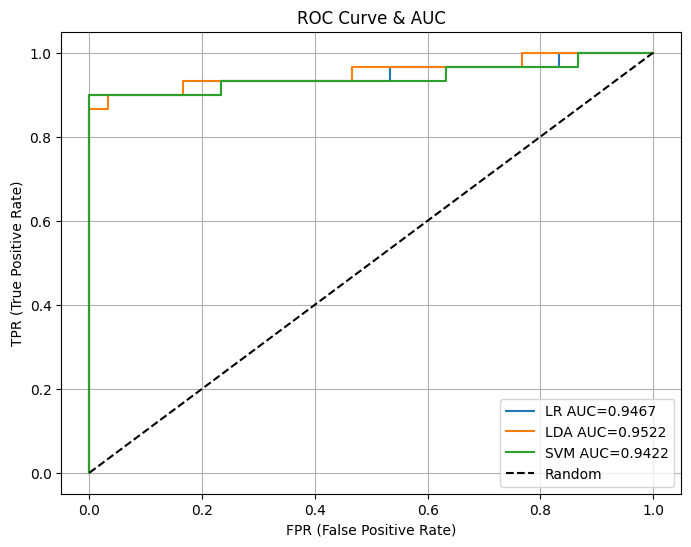 ROC Curve & AUC
TPR (True Positive Rate)
1.0
0.8
0.6
0.4
0.2
0.0
LR AUC=0.9467
LDA AUC=0.9522
SVM AUC=0.9422
Random
0.0 0.2 0.4 0.6 0.8 1.0
FPR (False Positive Rate)